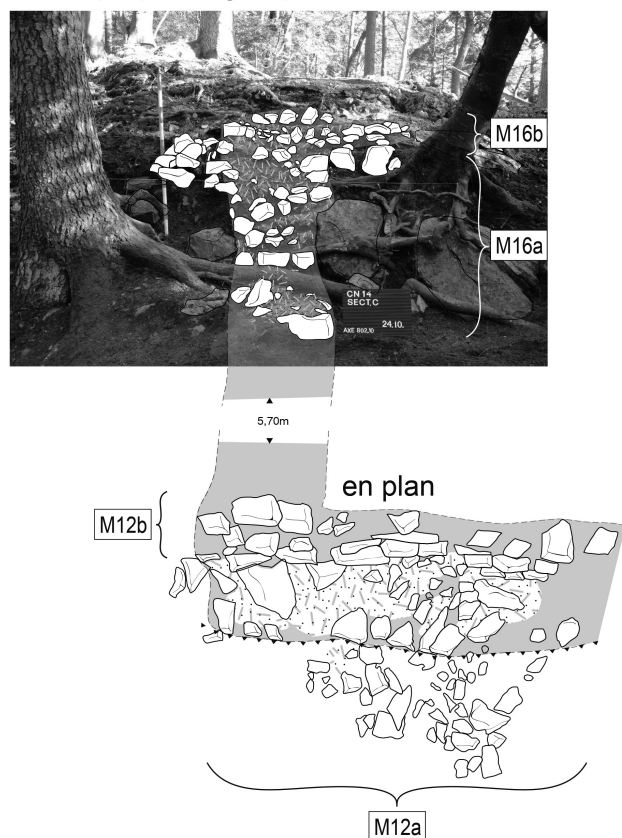 M16b
M16a
CN 14
SECT.C
24.10.
AXE 802,10
5,70m
en plan
M12b
M12a